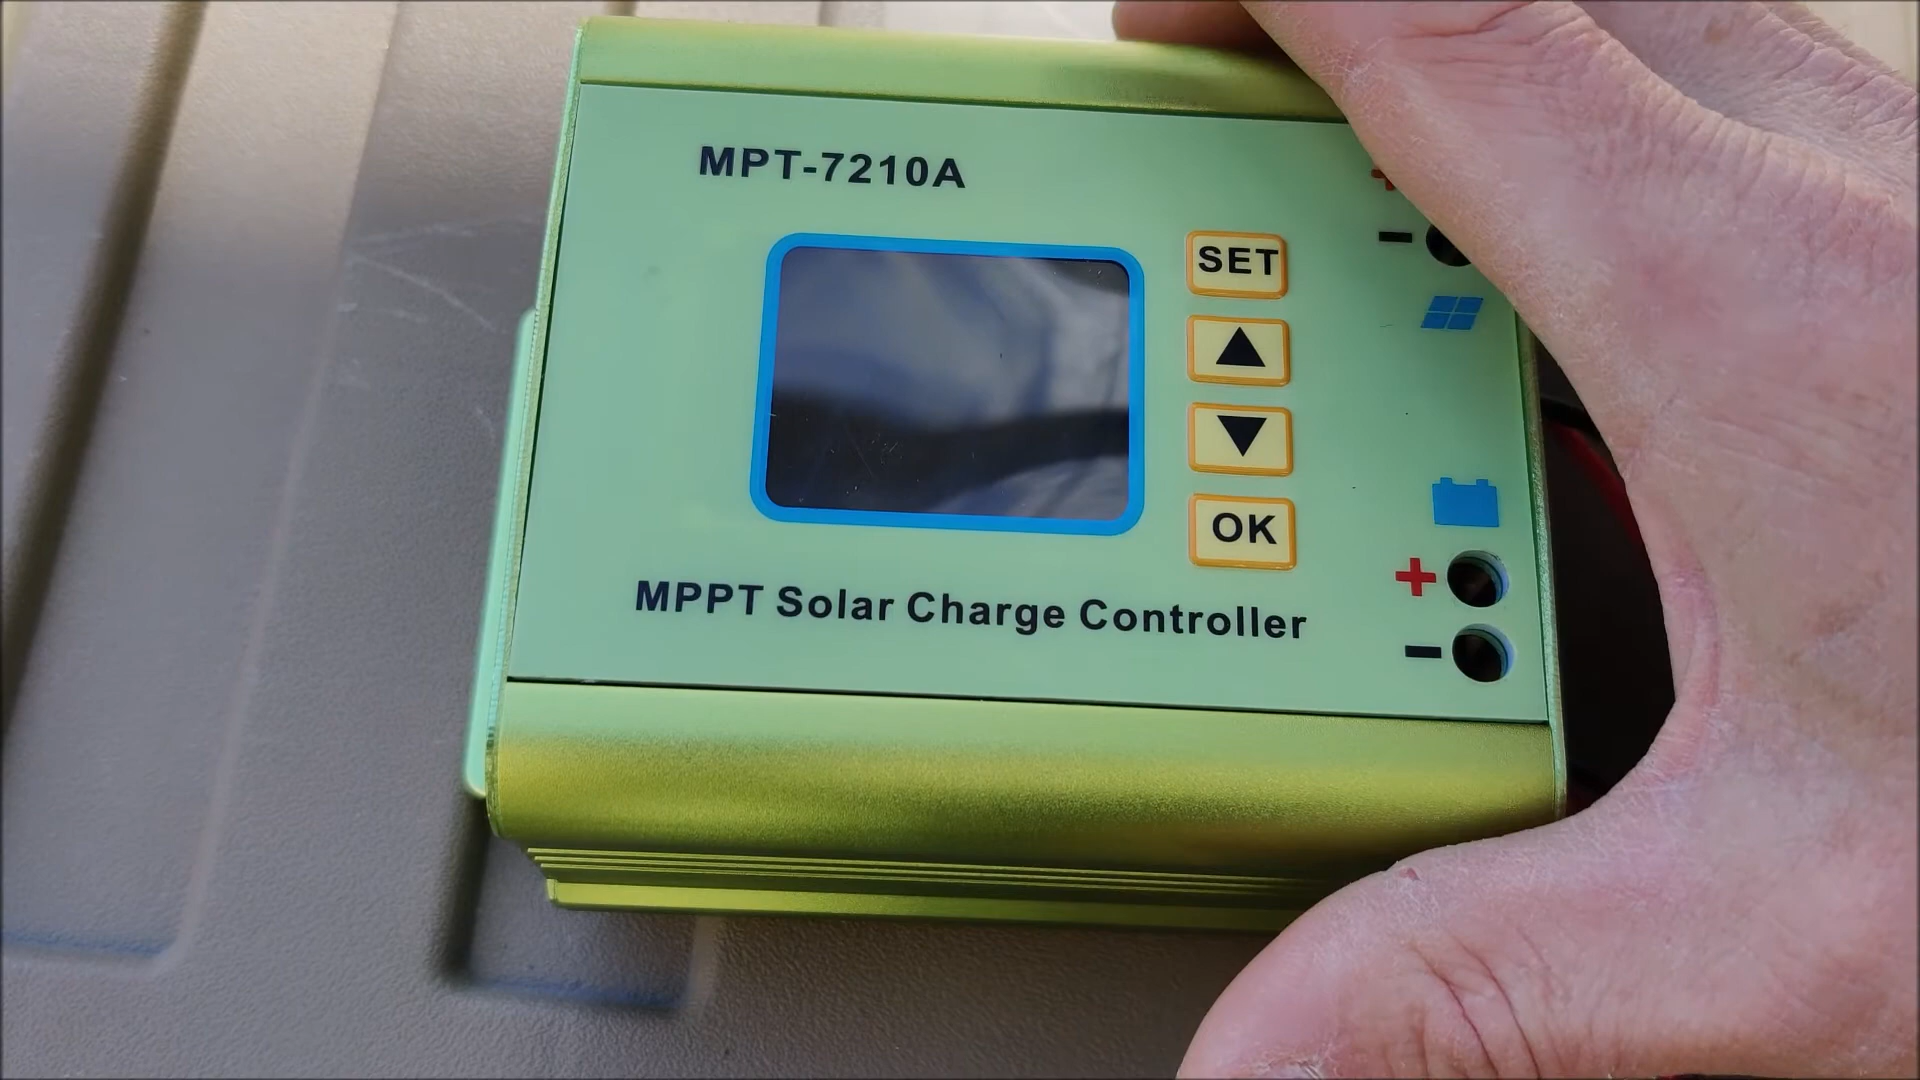 MPT-7210A
SET
▲
▼
OK
MPPT Solar Charge Controller
+
-
+
-